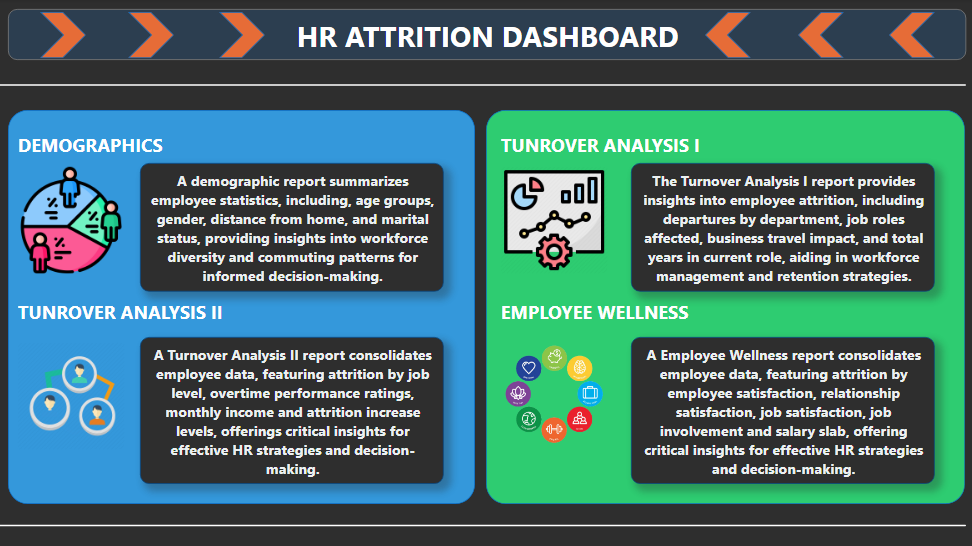 HR ATTRITION DASHBOARD
DEMOGRAPHICS
A demographic report summarizes
employee statistics, including, age groups,
gender, distance from home, and marital
status, providing insights into workforce
diversity and commuting patterns for
informed decision-making.
TUNROVER ANALYSIS I
The Turnover Analysis I report provides
insights into employee attrition, including
departures by department, job roles
affected, business travel impact, and total
years in current role, aiding in workforce
management and retention strategies.
TUNROVER ANALYSIS II
A Turnover Analysis II report consolidates
employee data, featuring attrition by job
level, overtime performance ratings,
monthly income and attrition increase
levels, offerings critical insights for
effective HR strategies and decision-
making.
EMPLOYEE WELLNESS
A Employee Wellness report consolidates
employee data, featuring attrition by
employee satisfaction, relationship
satisfaction, job satisfaction, job
involvement and salary slab, offering
critical insights for effective HR strategies
and decision-making.